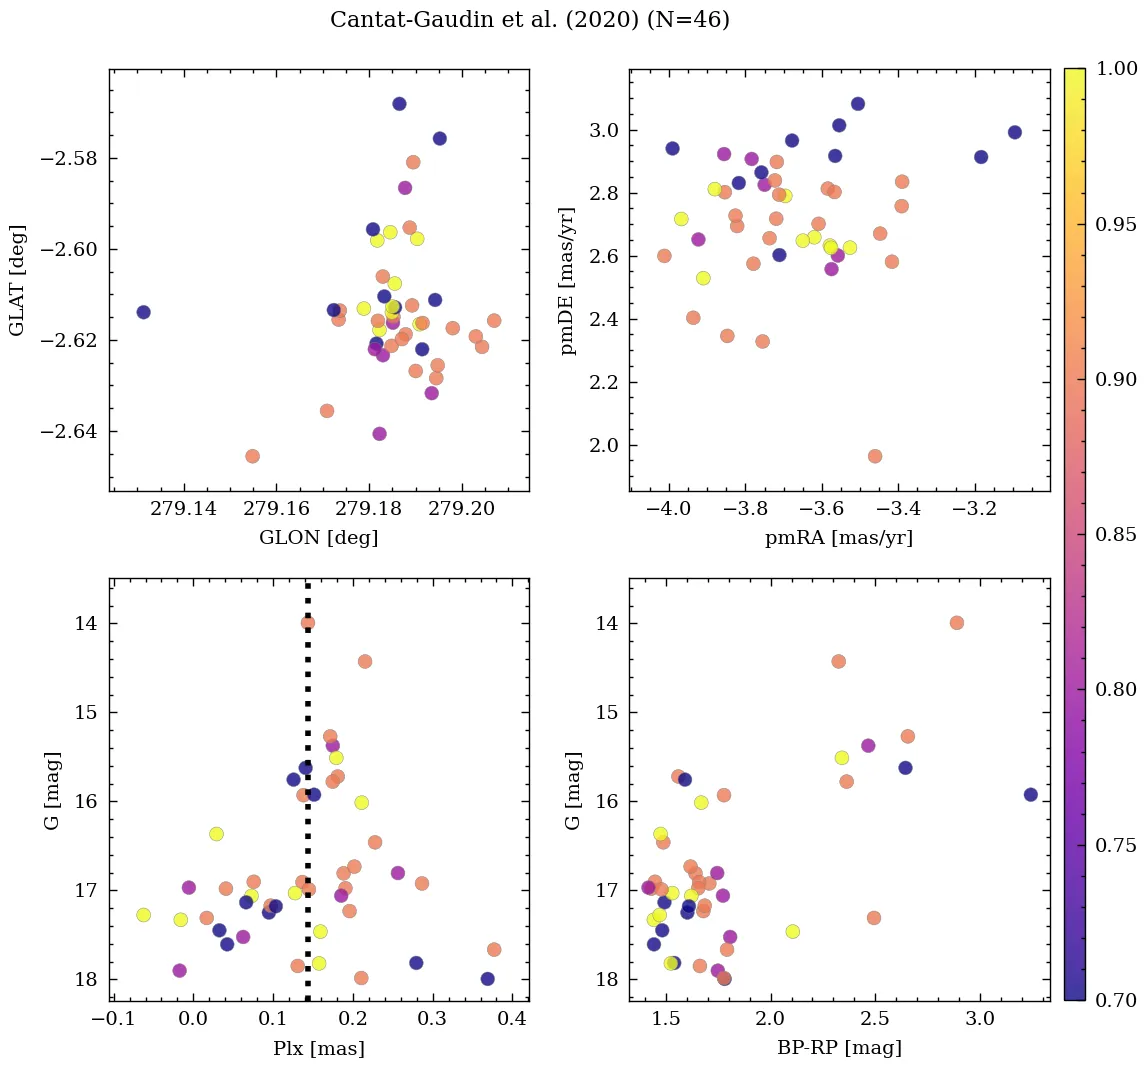 Cantat-Gaudin et al. (2020) (N=46)
−2.58
−2.60
−2.62
−2.64
GLAT [deg]
279.14 279.16 279.18 279.20
GLON [deg]
3.0
2.8
2.6
2.4
2.2
2.0
pmDE [mas/yr]
−4.0 −3.8 −3.6 −3.4 −3.2
pmRA [mas/yr]
1.00
0.95
0.90
0.85
0.80
0.75
0.70
14
15
16
17
18
G [mag]
−0.1 0.0 0.1 0.2 0.3 0.4
Plx [mas]
14
15
16
17
18
G [mag]
1.5 2.0 2.5 3.0
BP-RP [mag]